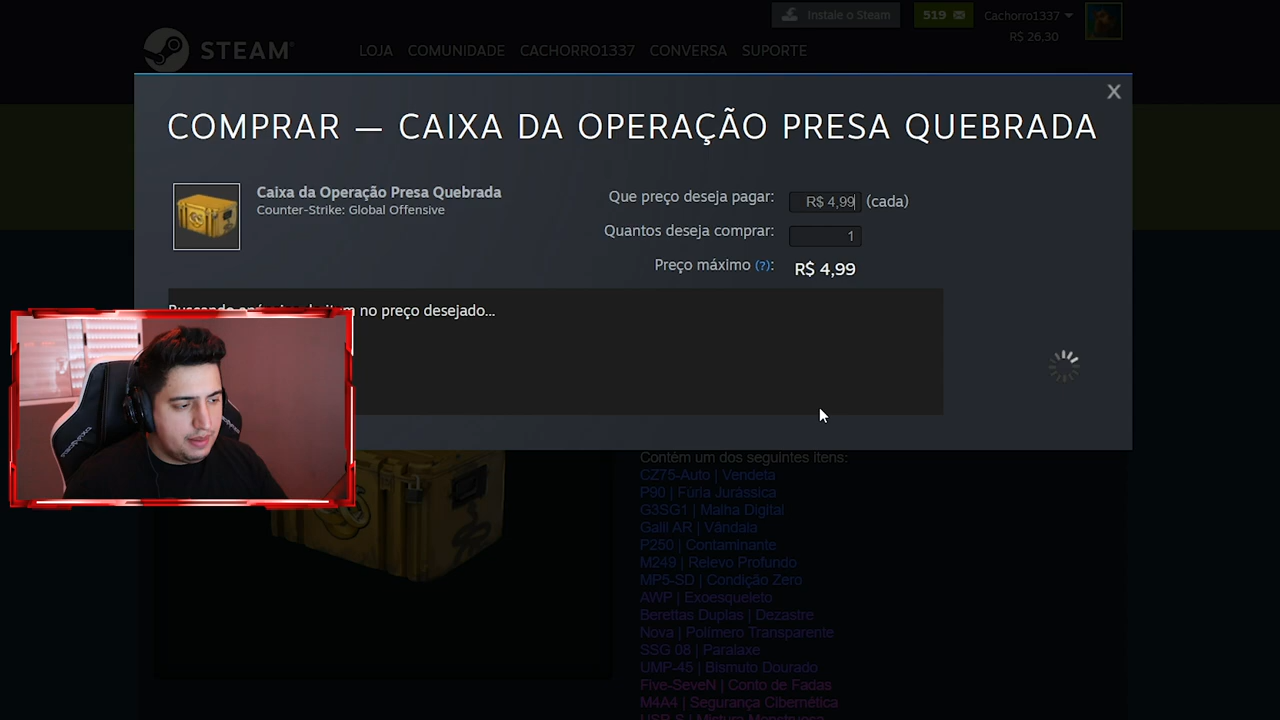 Instale o Steam
519
Cachorro1337
R$ 26,30
STEAM
LOJA COMUNIDADE CACHORRO1337 CONVERSA SUPORTE
X
COMPRAR — CAIXA DA OPERAÇÃO PRESA QUEBRADA
Caixa da Operação Presa Quebrada
Counter-Strike: Global Offensive
Que preço deseja pagar: R$ 4,99 (cada)
Quantos deseja comprar: 1
Preço máximo (?): R$ 4,99
no preço desejado...
Contém um dos seguintes itens:
CZ75-Auto | Vendeta
P90 | Fúria Jurássica
G3SG1 | Malha Digital
Galil AR | Vândala
P250 | Contaminante
M249 | Relevo Profundo
MP5-SD | Condição Zero
AWP | Exoesqueleto
Berettas Duplas | Dezastre
Nova | Polímero Transparente
SSG 08 | Paralaxe
UMP-45 | Bismuto Dourado
Five-SeveN | Conto de Fadas
M4A4 | Segurança Cibernética
USP-S | Mistura Monstruosa